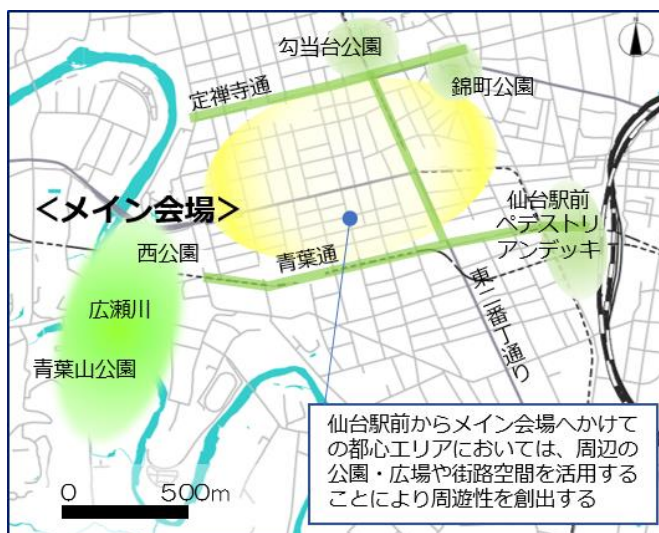 勾当台公園
定禅寺通
錦町公園
＜メイン会場＞
仙台駅前
ペデストリ
アンデッキ
西公園
青葉通
広瀬川
東二番丁通り
青葉山公園
仙台駅前からメイン会場へかけて
の都心エリアにおいては、周辺の
公園・広場や街路空間を活用する
ことにより周遊性を創出する
0 500m